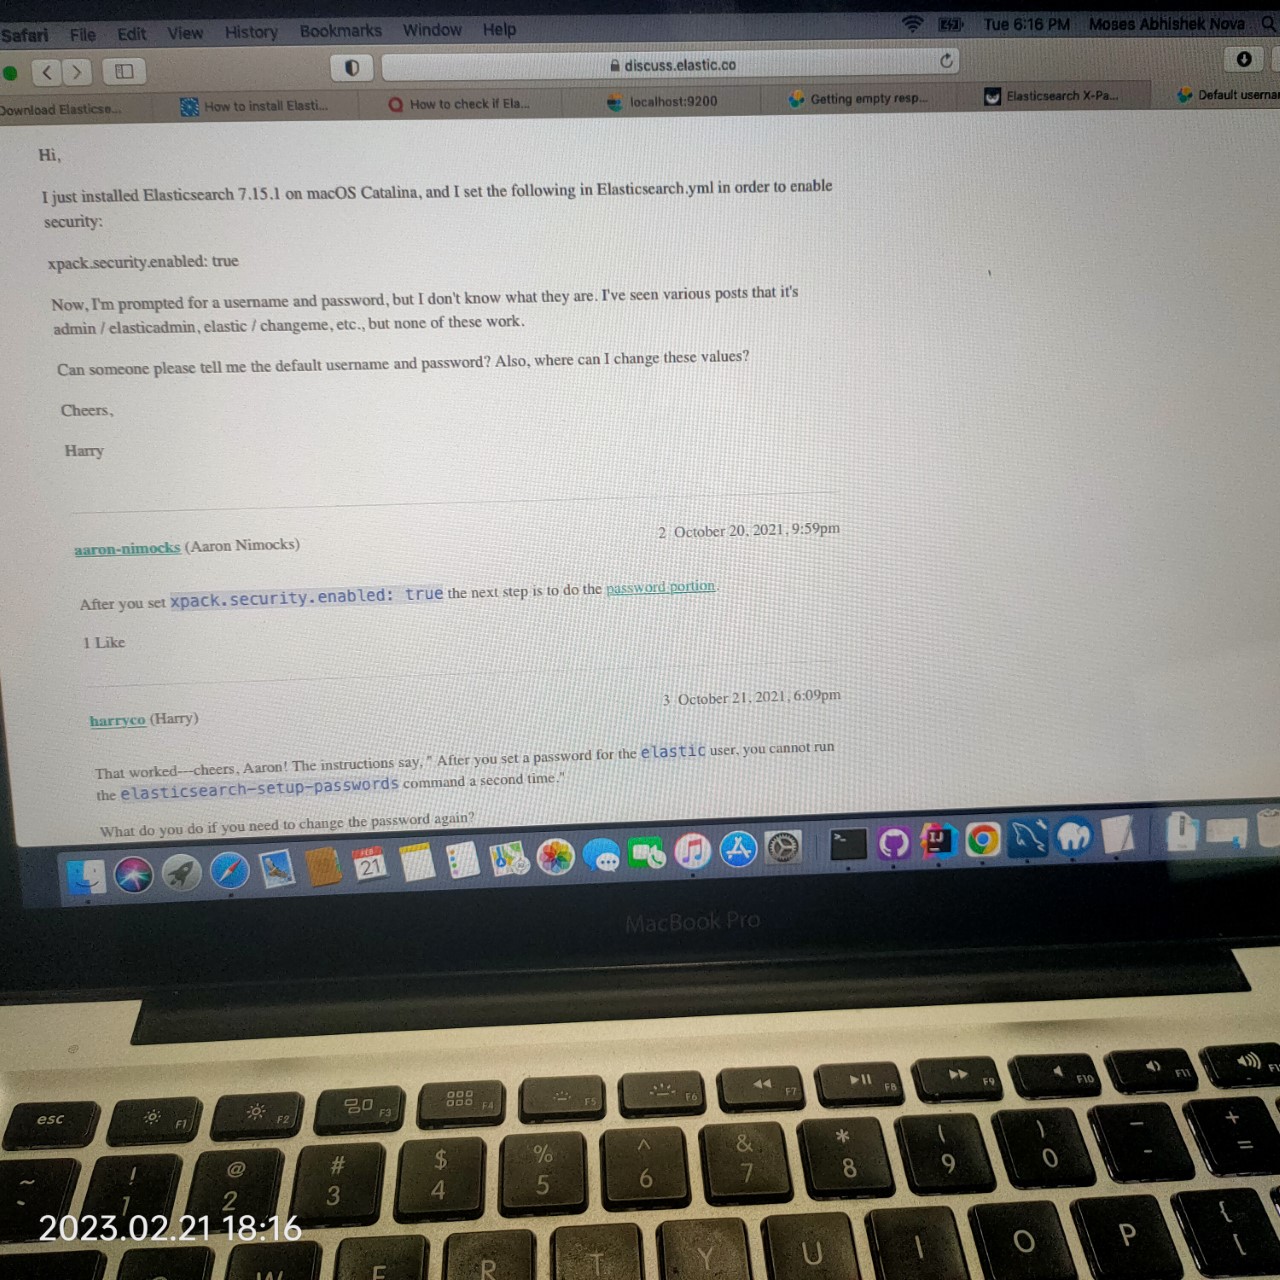 Safari File Edit View History Bookmarks Window Help Tue 6:16 PM Moses Abhishek Nova
discuss.elastic.co
Download Elasticse... How to install Elasti... How to check if Ela... localhost:9200 Getting empty resp... Elasticsearch X-Pa... Default userna
Hi,
I just installed Elasticsearch 7.15.1 on macOS Catalina, and I set the following in Elasticsearch.yml in order to enable
security:
xpack.security.enabled: true
Now, I'm prompted for a username and password, but I don't know what they are. I've seen various posts that it's
admin / elasticadmin, elastic / changeme, etc., but none of these work.
Can someone please tell me the default username and password? Also, where can I change these values?
Cheers,
Harry
aaron-nimocks (Aaron Nimocks) 2 October 20, 2021, 9:59pm
After you set xpack.security.enabled: true the next step is to do the password portion.
1 Like
harryco (Harry) 3 October 21, 2021, 6:09pm
That worked---cheers, Aaron! The instructions say, " After you set a password for the elastic user, you cannot run
the elasticsearch-setup-passwords command a second time."
What do you do if you need to change the password again?
FEB
21
IJ
MacBook Pro
esc F1 F2 F3 F4 F5 F6 F7 F8 F9 F10 F11
~ ! @ # $ % ^ & * ( ) — +
1 2 3 4 5 6 7 8 9 0 - =
W E R T Y U I O P { [
2023.02.21 18:16